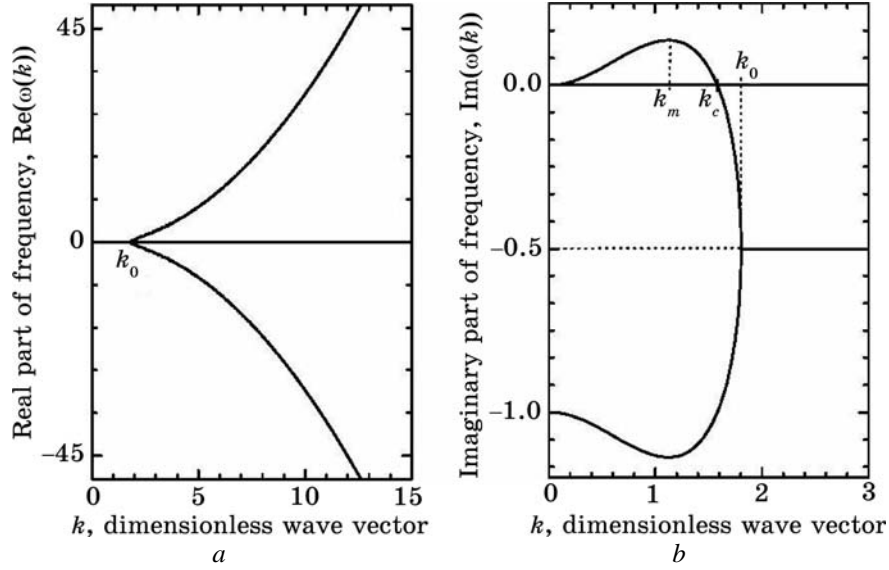 Real part of frequency, Re(ω(k))
45
0
−45
k₀
0 5 10 15
k, dimensionless wave vector
a
Imaginary part of frequency, Im(ω(k))
0.0
−0.5
−1.0
k₀
kₘ k_c
0 1 2 3
k, dimensionless wave vector
b